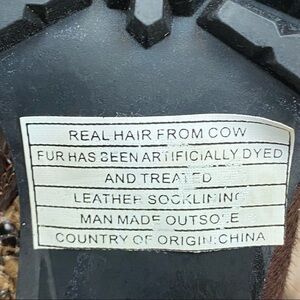 REAL HAIR FROM COW
FUR HAS BEEN ARTIFICIALLY DYED
AND TREATED
LEATHER SOCKLINING
MAN MADE OUTSOLE
COUNTRY OF ORIGIN:CHINA